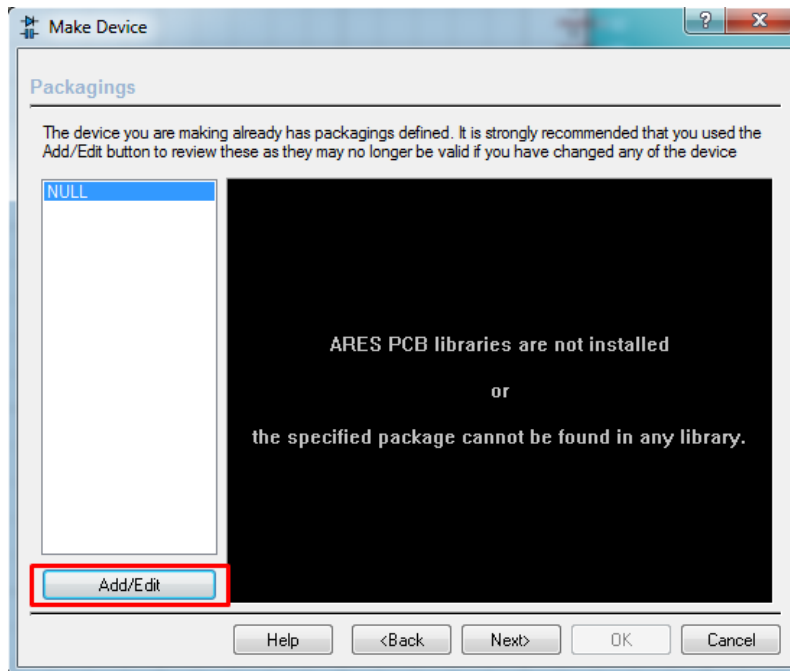 Make Device
Packagings
The device you are making already has packagings defined. It is strongly recommended that you used the
Add/Edit button to review these as they may no longer be valid if you have changed any of the device
NULL
ARES PCB libraries are not installed
or
the specified package cannot be found in any library.
Add/Edit
Help <Back Next> OK Cancel